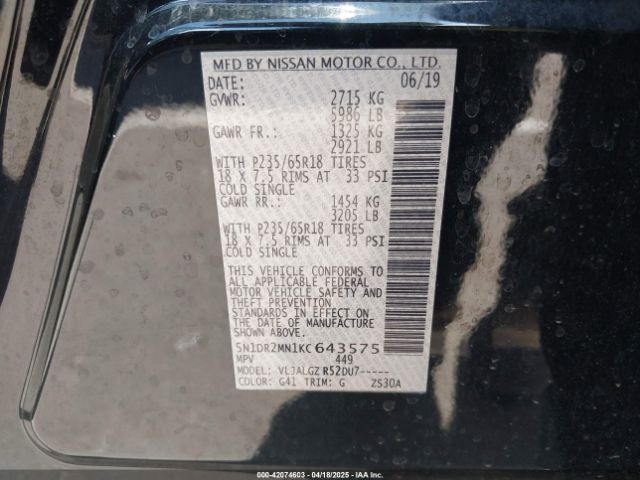 MFD BY NISSAN MOTOR CO., LTD.
DATE: 06/19
GVWR: 2715 KG
5986 LB
GAWR FR.: 1325 KG
2921 LB
WITH P235/65R18 TIRES
18 X 7.5 RIMS AT 33 PSI
COLD SINGLE
GAWR RR.: 1454 KG
3205 LB
WITH P235/65R18 TIRES
18 X 7.5 RIMS AT 33 PSI
COLD SINGLE
THIS VEHICLE CONFORMS TO
ALL APPLICABLE FEDERAL
MOTOR VEHICLE SAFETY AND
THEFT PREVENTION
STANDARDS IN EFFECT ON
THE DATE OF MANUFACTURE
SHOWN ABOVE.
5N1DR2MN1KC643575
MPV 449
MODEL: VLJALGZ R52DU7-----
COLOR: G41 TRIM: G ZS30A
000-42074603 - 04/18/2025 - IAAI.COM